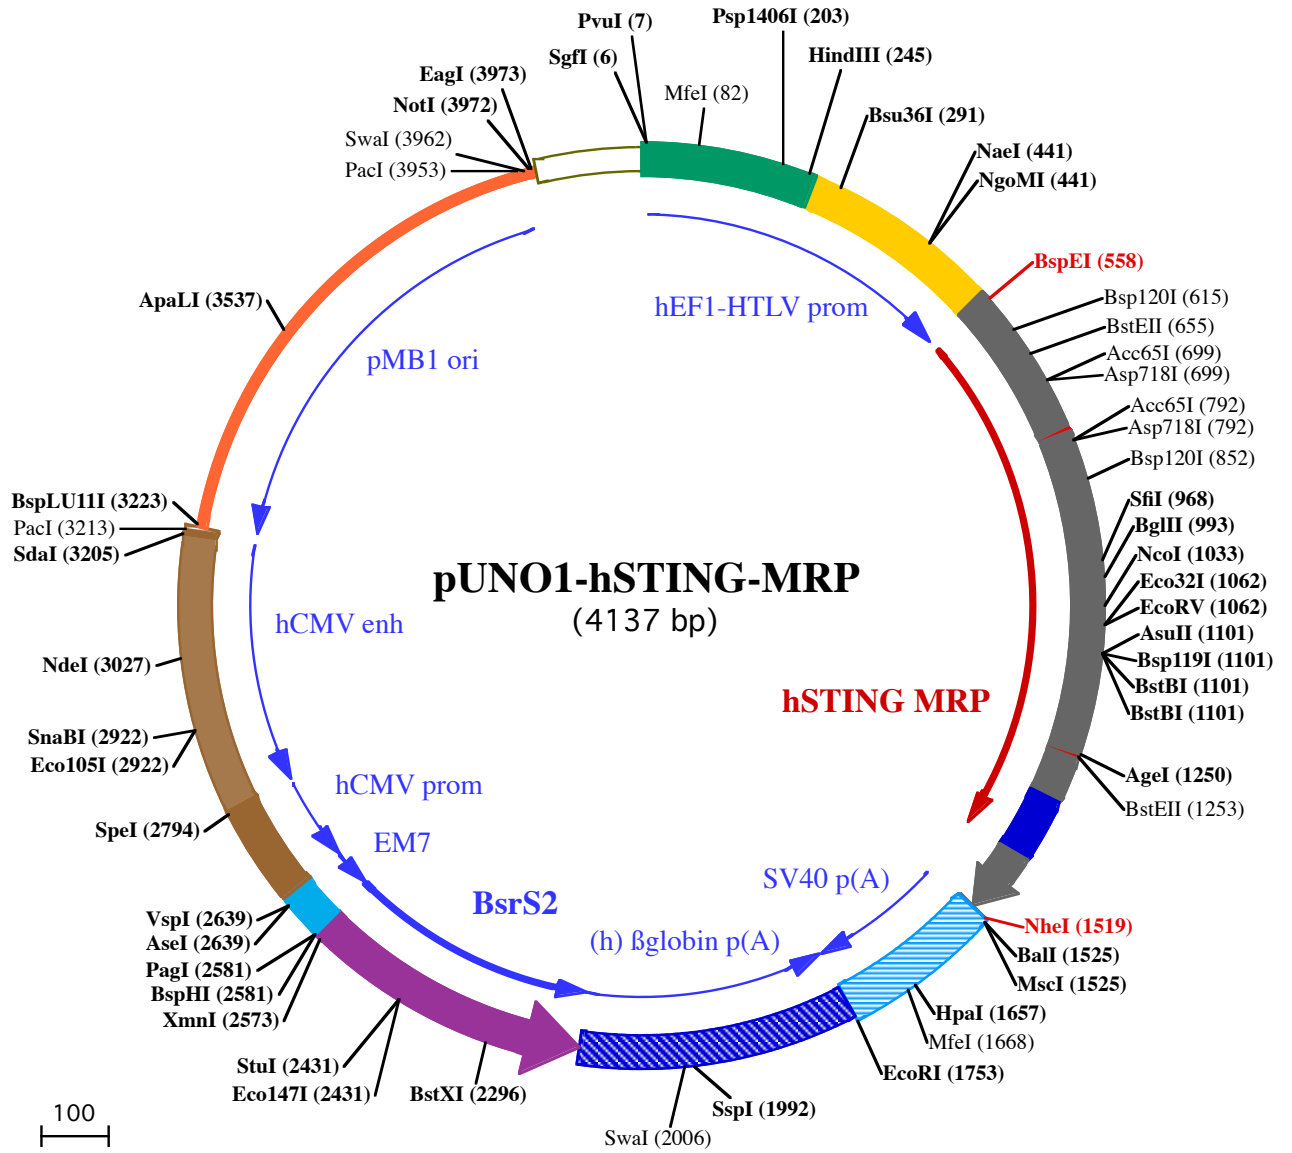 PvuI (7)
SgfI (6)
Psp1406I (203)
HindIII (245)
MfeI (82)
Bsu36I (291)
NaeI (441)
NgoMI (441)
BspEI (558)
Bsp120I (615)
BstEII (655)
Acc65I (699)
Asp718I (699)
Acc65I (792)
Asp718I (792)
Bsp120I (852)
SfiI (968)
BglII (993)
NcoI (1033)
Eco32I (1062)
EcoRV (1062)
AsuII (1101)
Bsp119I (1101)
BstBI (1101)
BstBI (1101)
AgeI (1250)
BstEII (1253)
NheI (1519)
BalI (1525)
MscI (1525)
HpaI (1657)
MfeI (1668)
EcoRI (1753)
SspI (1992)
SwaI (2006)
BstXI (2296)
Eco147I (2431)
StuI (2431)
XmnI (2573)
BspHI (2581)
PagI (2581)
AseI (2639)
VspI (2639)
SpeI (2794)
Eco105I (2922)
SnaBI (2922)
NdeI (3027)
SdaI (3205)
PacI (3213)
BspLU11I (3223)
ApaLI (3537)
PacI (3953)
SwaI (3962)
NotI (3972)
EagI (3973)
hEF1-HTLV prom
pMB1 ori
pUNO1-hSTING-MRP
(4137 bp)
hCMV enh
hSTING MRP
hCMV prom
EM7
BsrS2
SV40 p(A)
(h) ßglobin p(A)
100